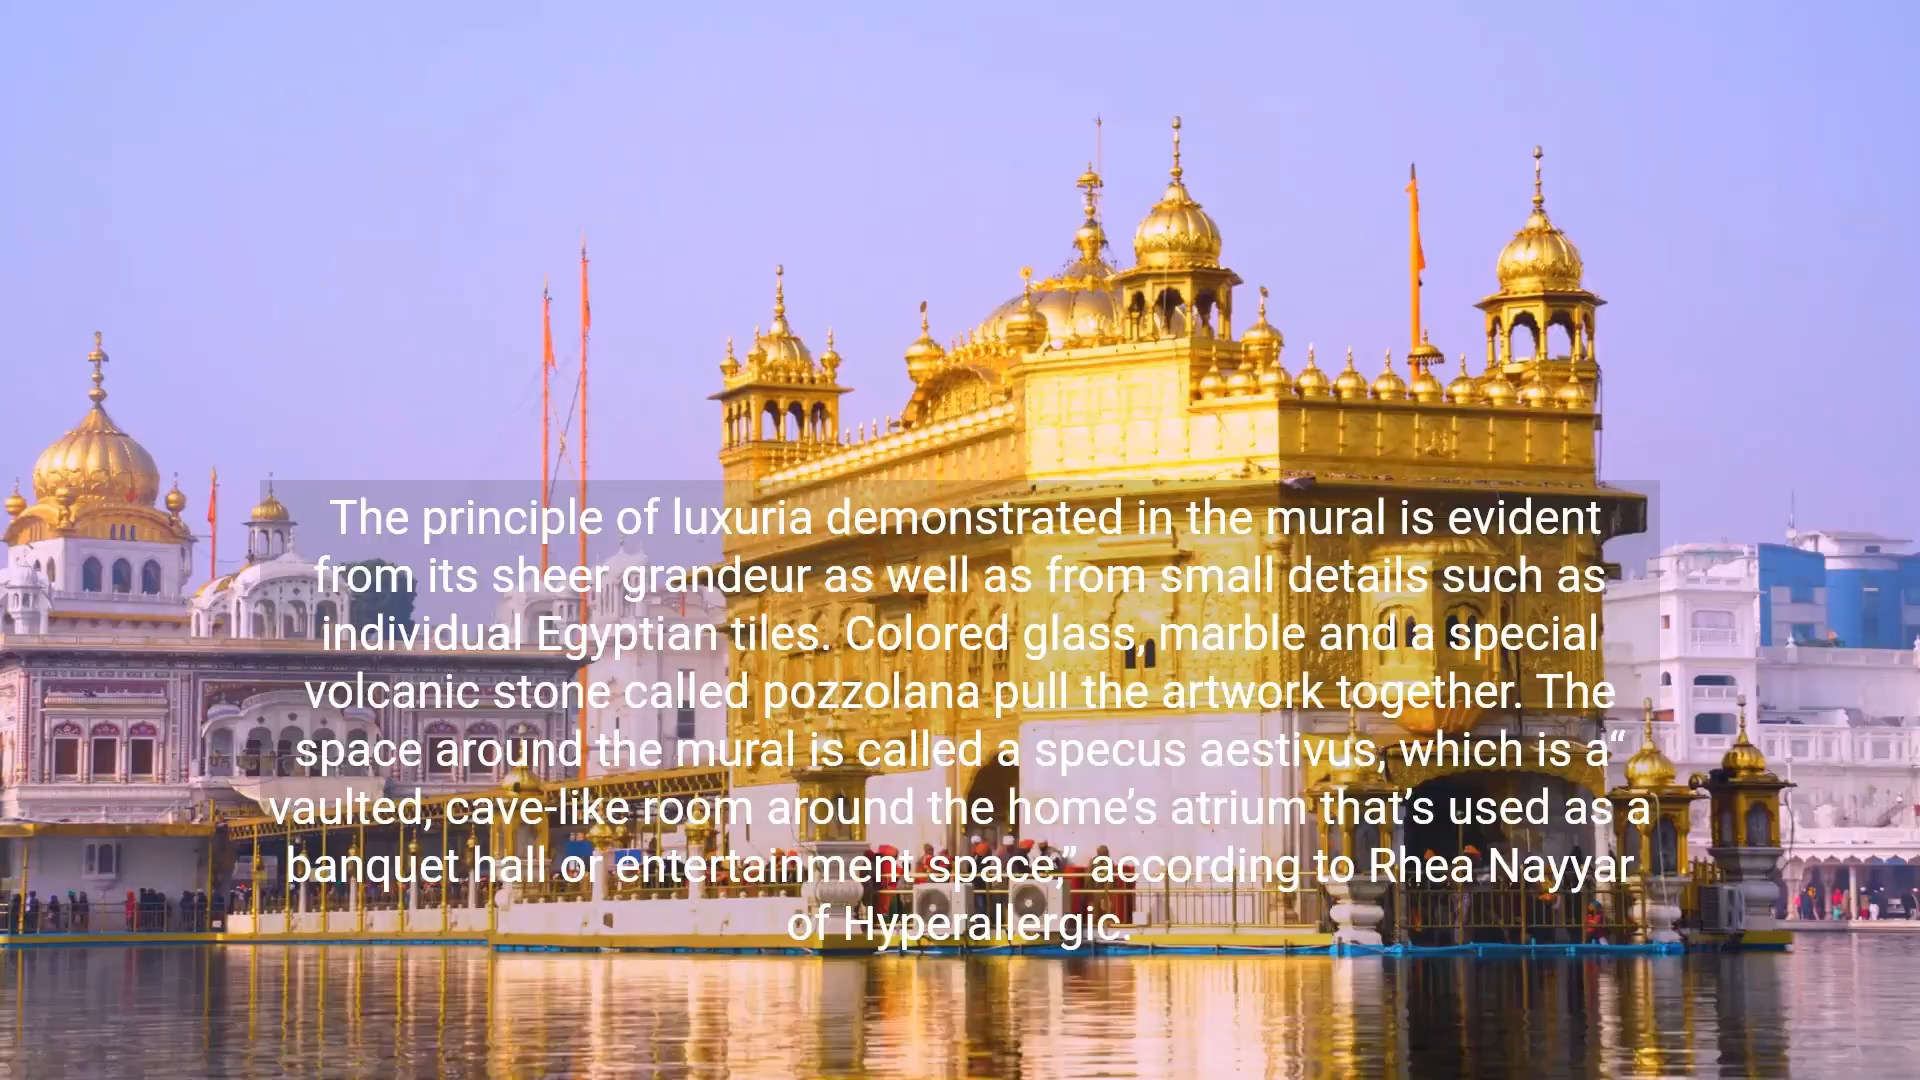 The principle of luxuria demonstrated in the mural is evident
from its sheer grandeur as well as from small details such as
individual Egyptian tiles. Colored glass, marble and a special
volcanic stone called pozzolana pull the artwork together. The
space around the mural is called a specus aestivus, which is a“
vaulted, cave-like room around the home’s atrium that’s used as a
banquet hall or entertainment space,” according to Rhea Nayyar
of Hyperallergic.